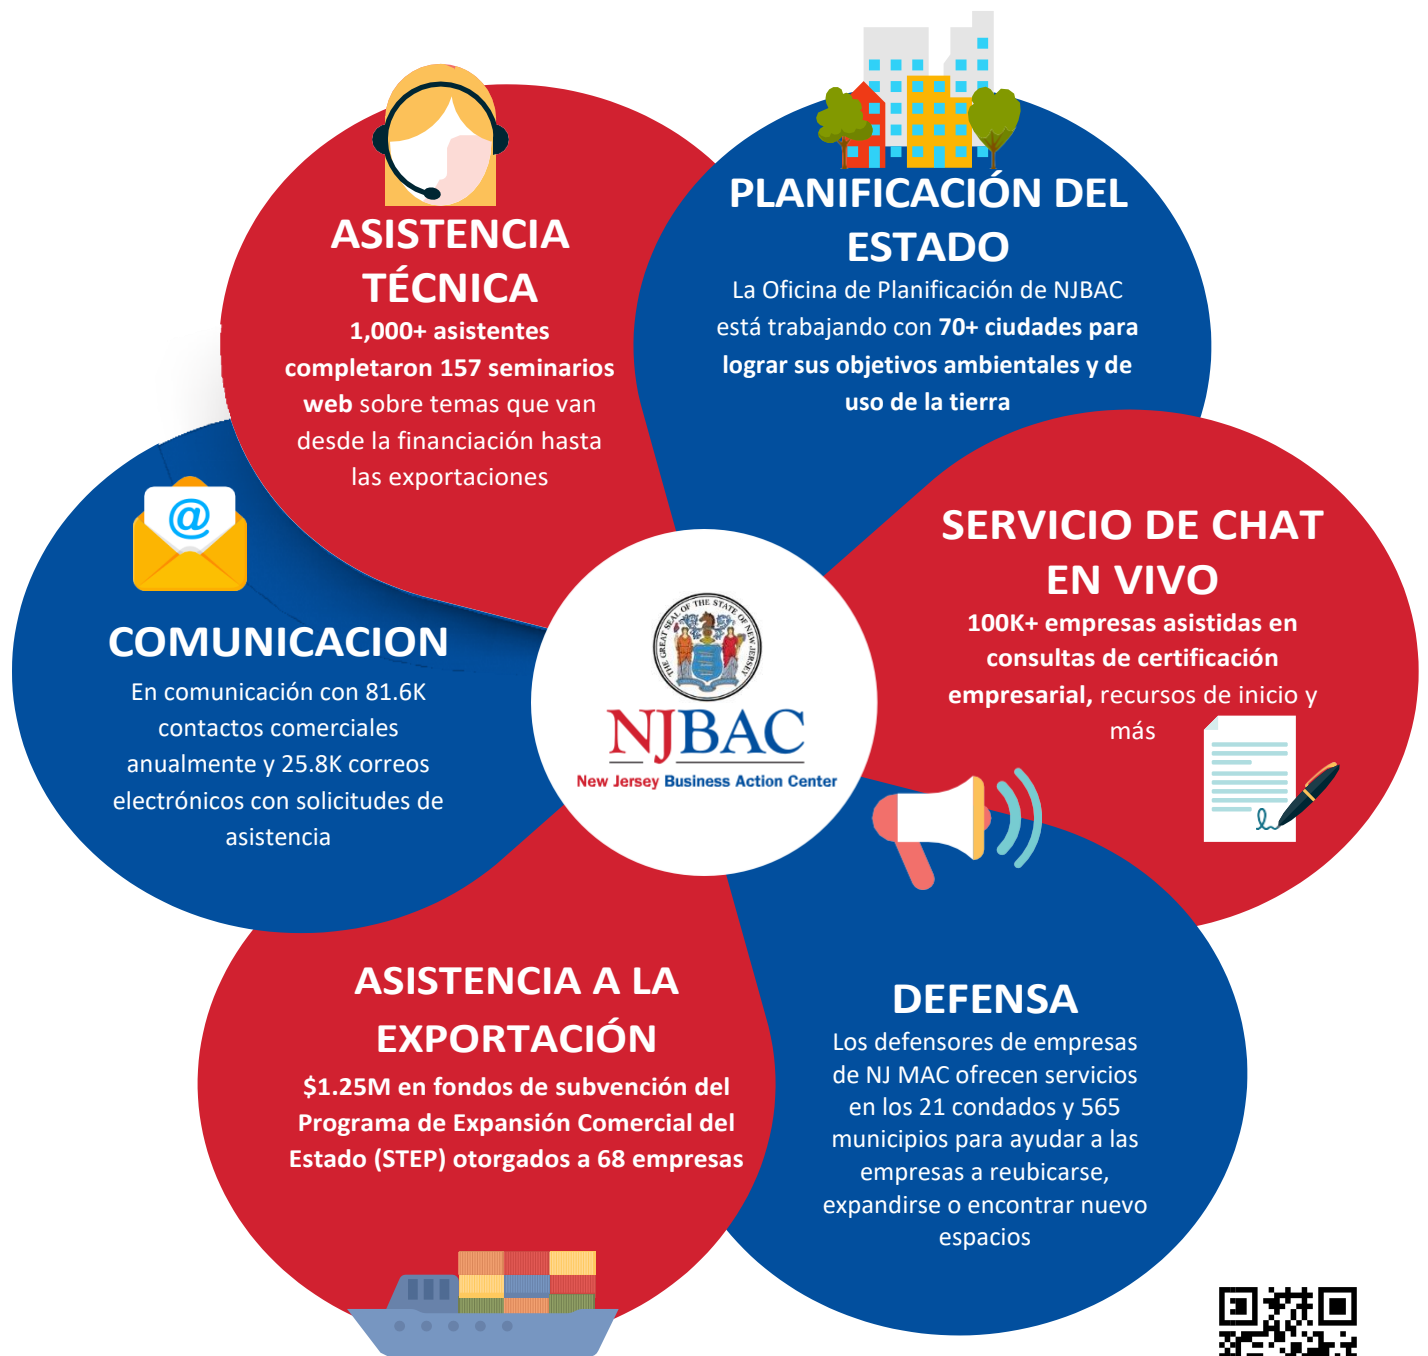 ASISTENCIA
TÉCNICA
1,000+ asistentes
completaron 157 seminarios
web sobre temas que van
desde la financiación hasta
las exportaciones
PLANIFICACIÓN DEL
ESTADO
La Oficina de Planificación de NJBAC
está trabajando con 70+ ciudades para
lograr sus objetivos ambientales y de
uso de la tierra
SERVICIO DE CHAT
EN VIVO
100K+ empresas asistidas en
consultas de certificación
empresarial, recursos de inicio y
más
COMUNICACION
En comunicación con 81.6K
contactos comerciales
anualmente y 25.8K correos
electrónicos con solicitudes de
asistencia
@
THE GREAT SEAL OF THE STATE OF NEW JERSEY
NJBAC
New Jersey Business Action Center
ASISTENCIA A LA
EXPORTACIÓN
$1.25M en fondos de subvención del
Programa de Expansión Comercial del
Estado (STEP) otorgados a 68 empresas
DEFENSA
Los defensores de empresas
de NJ MAC ofrecen servicios
en los 21 condados y 565
municipios para ayudar a las
empresas a reubicarse,
expandirse o encontrar nuevo
espacios